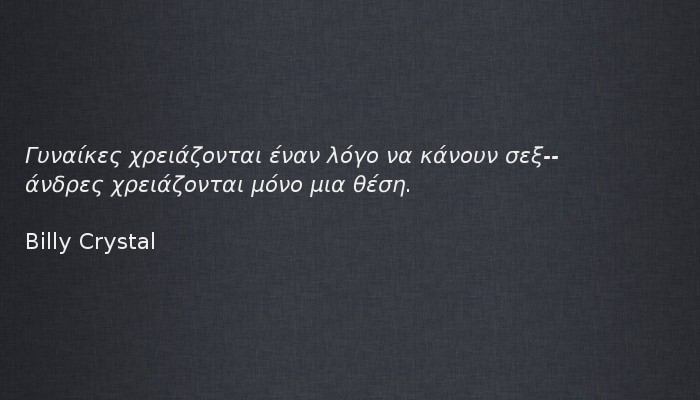 Γυναίκες χρειάζονται έναν λόγο να κάνουν σεξ--
άνδρες χρειάζονται μόνο μια θέση.
Billy Crystal